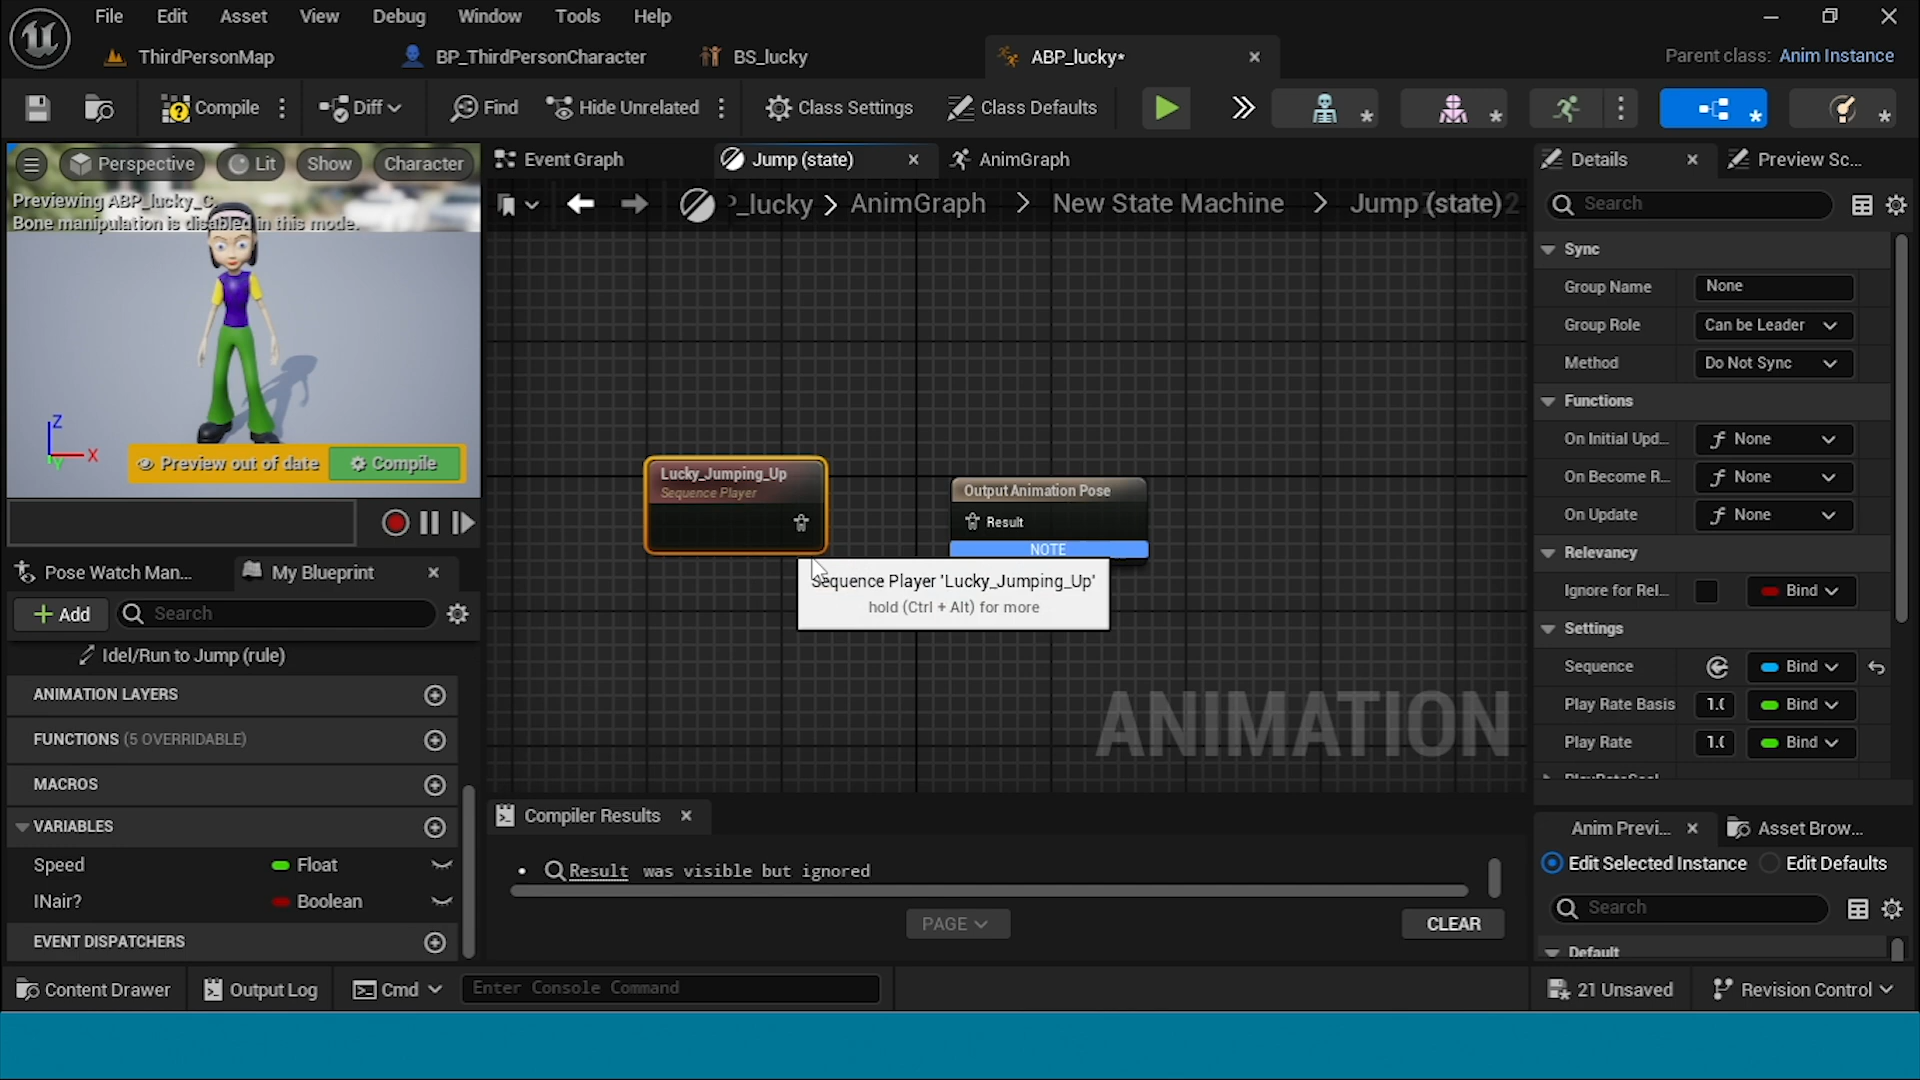 File Edit Asset View Debug Window Tools Help
ThirdPersonMap BP_ThirdPersonCharacter BS_lucky ABP_lucky* Parent class: Anim Instance
Compile Diff Find Hide Unrelated Class Settings Class Defaults
Perspective Lit Show Character
Previewing ABP_lucky_C.
Bone manipulation is disabled in this mode.
Z
X
Y
Preview out of date Compile
Event Graph Jump (state) AnimGraph
_lucky > AnimGraph > New State Machine > Jump (state)
Lucky_Jumping_Up
Sequence Player
Output Animation Pose
Result
NOTE
Sequence Player 'Lucky_Jumping_Up'
hold (Ctrl + Alt) for more
ANIMATION
Pose Watch Man... My Blueprint
Add Search
Idel/Run to Jump (rule)
ANIMATION LAYERS
FUNCTIONS (5 OVERRIDABLE)
MACROS
VARIABLES
Speed Float
INair? Boolean
EVENT DISPATCHERS
Compiler Results
Result was visible but ignored
PAGE CLEAR
Details Preview Sc...
Search
Sync
Group Name None
Group Role Can be Leader
Method Do Not Sync
Functions
On Initial Upd... None
On Become R... None
On Update None
Relevancy
Ignore for Rel... Bind
Settings
Sequence Bind
Play Rate Basis 1.0 Bind
Play Rate 1.0 Bind
Anim Previ... Asset Brow...
Edit Selected Instance Edit Defaults
Search
Default
Content Drawer Output Log Cmd Enter Console Command 21 Unsaved Revision Control